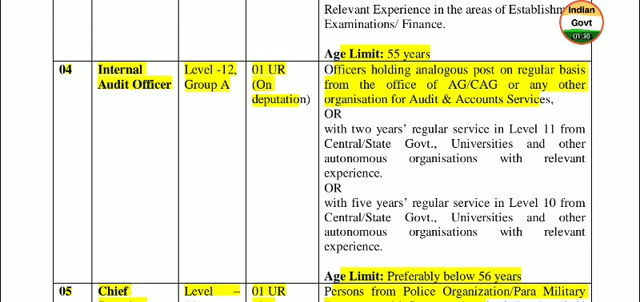 Relevant Experience in the areas of
Examinations/ Finance.
Indian
Govt
01:30
Age Limit: 55 years
04 Internal Level -12, 01 UR Officers holding analogous post on regular basis
Audit Officer Group A (On from the office of AG/CAG or any other
deputation) organisation for Audit & Accounts Services,
OR
with two years' regular service in Level 11 from
Central/State Govt., Universities and other
autonomous organisations with relevant
experience.
OR
with five years' regular service in Level 10 from
Central/State Govt., Universities and other
autonomous organisations with relevant
experience.
Age Limit: Preferably below 56 years
05 Chief Level – 01 UR Persons from Police Organization/Para Military